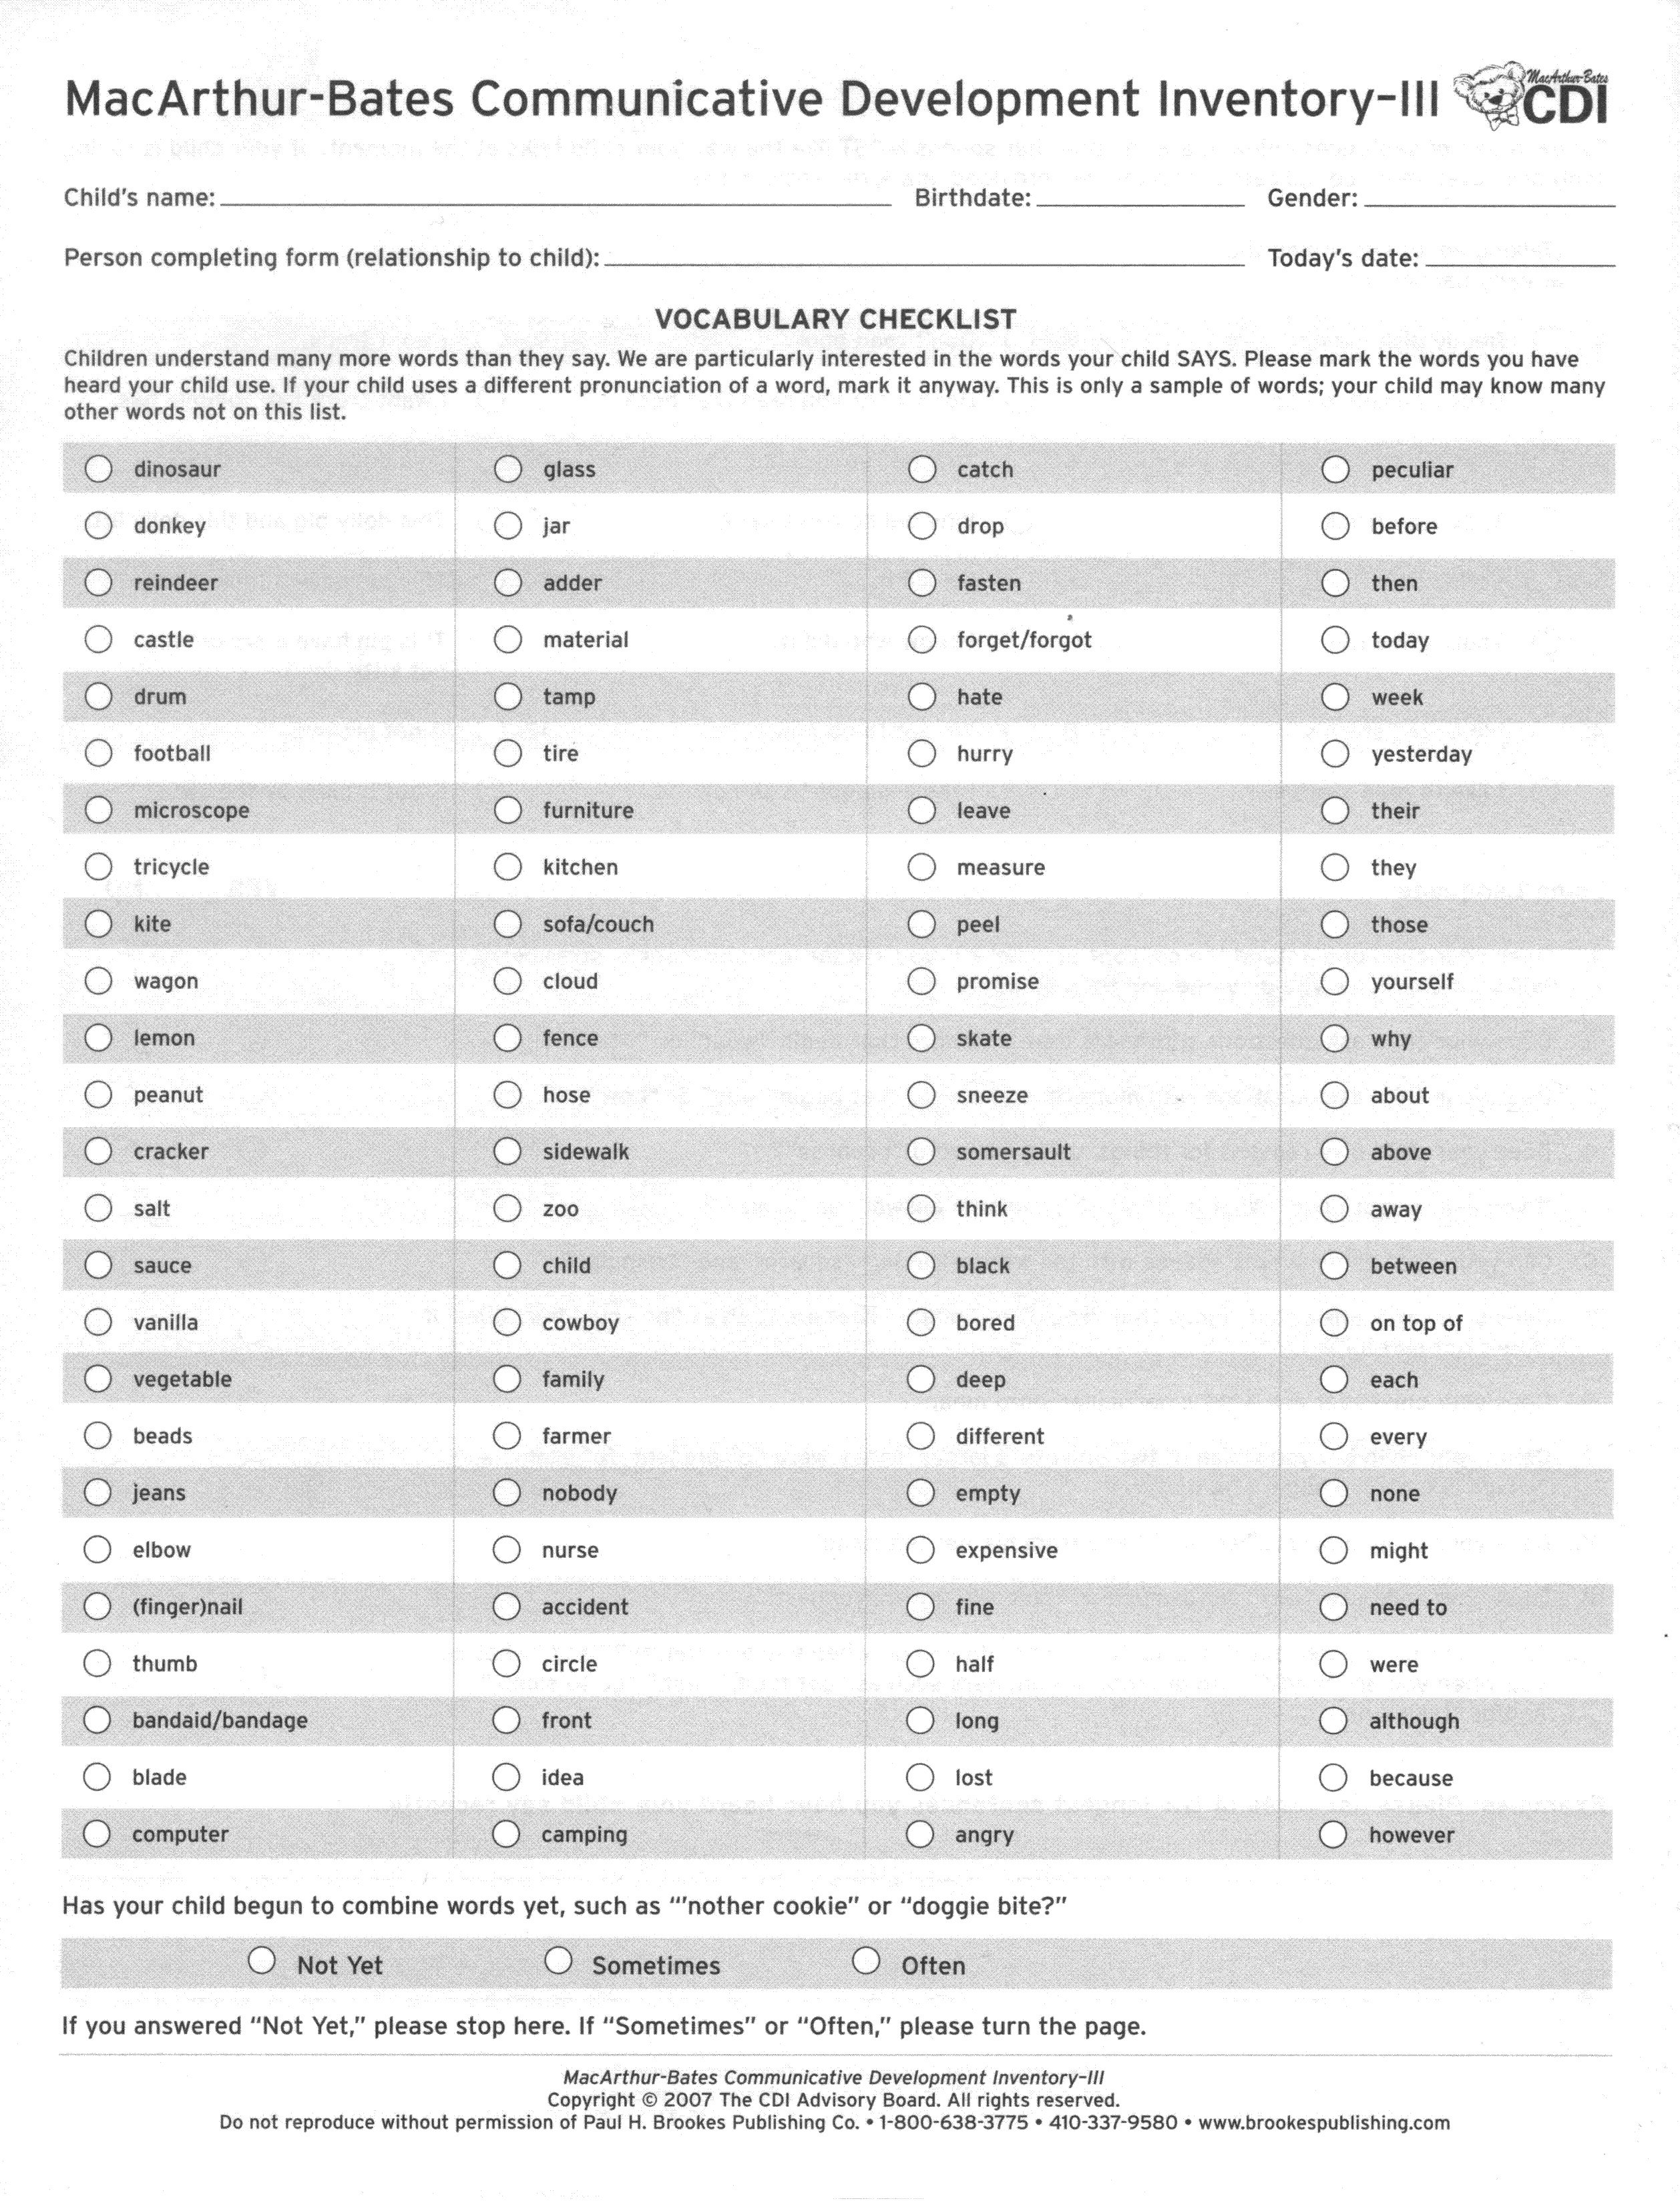 MacArthur-Bates Communicative Development Inventory-III MacArthur-Bates CDI
Child's name: Birthdate: Gender:
Person completing form (relationship to child): Today's date:
VOCABULARY CHECKLIST
Children understand many more words than they say. We are particularly interested in the words your child SAYS. Please mark the words you have
heard your child use. If your child uses a different pronunciation of a word, mark it anyway. This is only a sample of words; your child may know many
other words not on this list.
dinosaur glass catch peculiar
donkey jar drop before
reindeer adder fasten then
castle material forget/forgot today
drum tamp hate week
football tire hurry yesterday
microscope furniture leave their
tricycle kitchen measure they
kite sofa/couch peel those
wagon cloud promise yourself
lemon fence skate why
peanut hose sneeze about
cracker sidewalk somersault above
salt zoo think away
sauce child black between
vanilla cowboy bored on top of
vegetable family deep each
beads farmer different every
jeans nobody empty none
elbow nurse expensive might
(finger)nail accident fine need to
thumb circle half were
bandaid/bandage front long although
blade idea lost because
computer camping angry however
Has your child begun to combine words yet, such as "'nother cookie" or "doggie bite?"
Not Yet Sometimes Often
If you answered "Not Yet," please stop here. If "Sometimes" or "Often," please turn the page.
MacArthur-Bates Communicative Development Inventory-III
Copyright © 2007 The CDI Advisory Board. All rights reserved.
Do not reproduce without permission of Paul H. Brookes Publishing Co. • 1-800-638-3775 • 410-337-9580 • www.brookespublishing.com